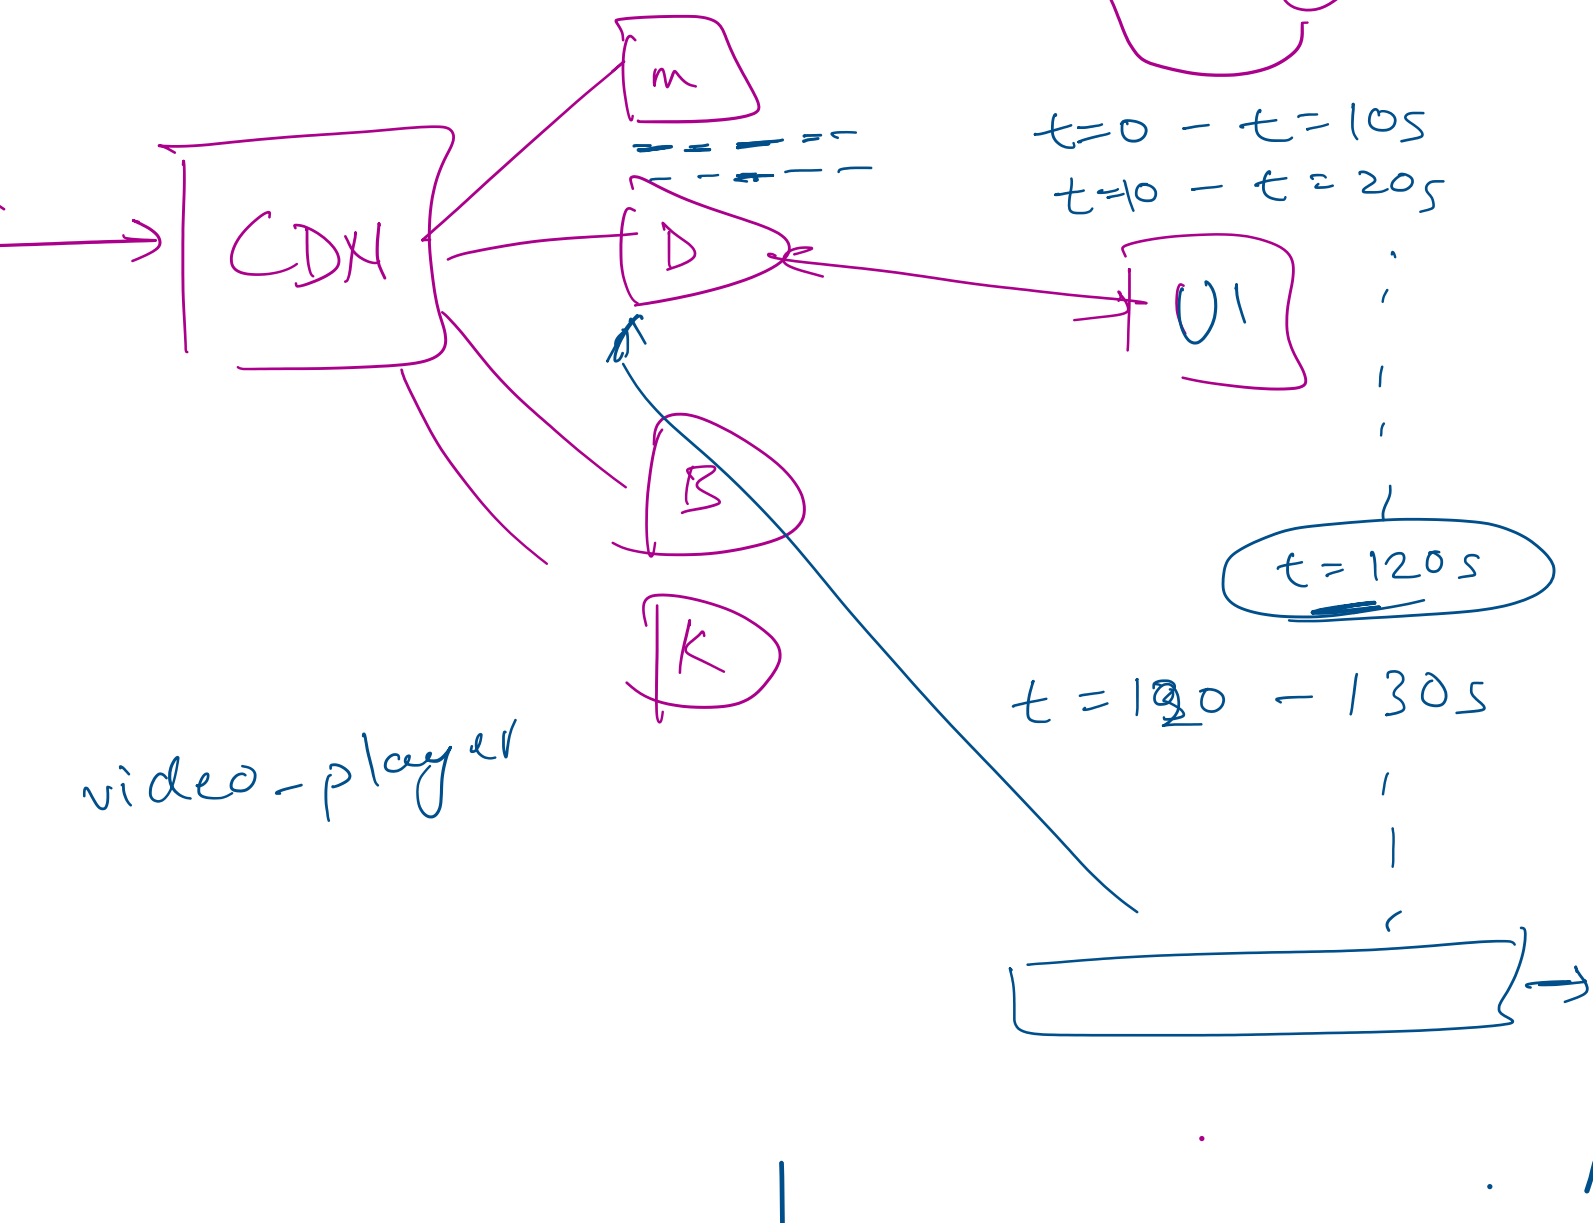 m
t=0 - t=10s
t=10 - t=20s
CDN
D
U1
B
t=120s
K
t=120 - 130s
video-player